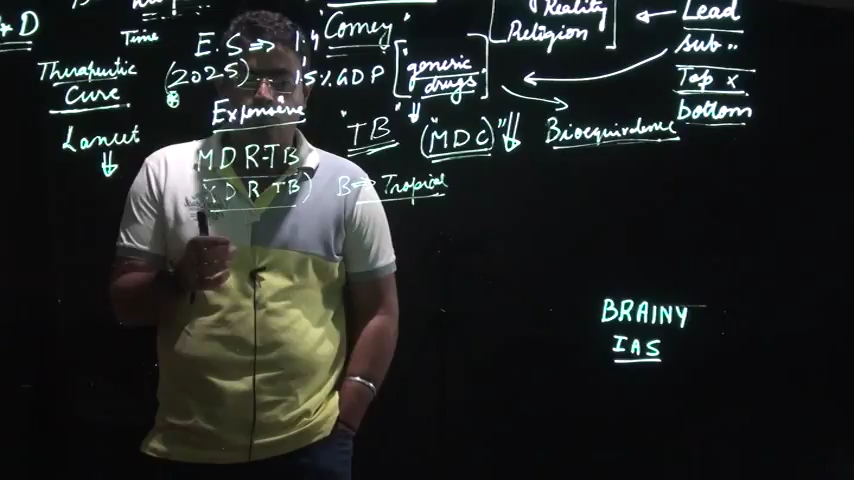 Time
"Comey"
Reality
Religion
Lead
sub "
Top x
bottom
E.S => 1.4
(2025) 1.5% GDP
"generic
drugs"
Therapeutic
Cure
Expensive
Lancet
"TB"
("MDC)"
Bioequivalence
MDR-TB
XDR TB)
B => Tropical
BRAINY
IAS